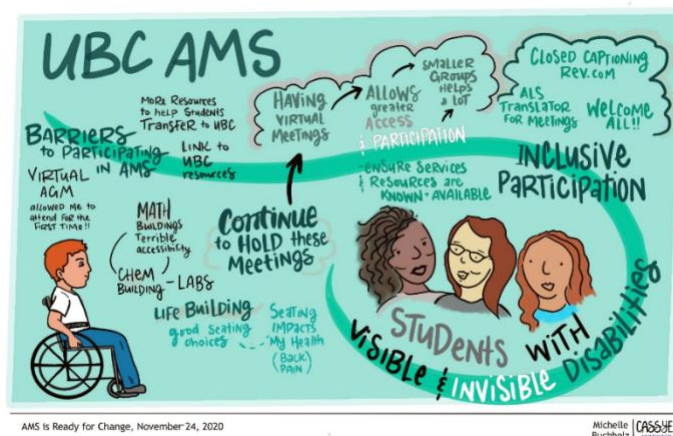 UBC AMS
MORE Resources
to help Students
TRANSFER to UBC
LINK to
UBC
resources
BARRIERS
to PARTICIPATING
IN AMS
VIRTUAL
AGM
allowed me to
attend FOR the
FIRST TIME!!
MATH
BUILDINGS
Terrible
accessibility
CHEM
BUILDING - LABS
LIFE BUILDING
good seating
choices
Seating
IMPACTS
My Health
(BACK
PAIN)
CONTINUE
to HOLD these
MEETINGS
HAVING
VIRTUAL
MEETINGS
ALLOWS
greater
ACCESS
& PARTICIPATION
SMALLER
GROUPS
HELPS
A LOT
ENSURE SERVICES
& RESOURCES are
KNOWN + AVAILABLE
CLOSED CAPTIONING
REV.COM
ALS
TRANSLATOR
FOR MEETINGS
WELCOME
ALL!!
INCLUSIVE
PARTICIPATION
STUDENTS WITH
VISIBLE & INVISIBLE DISABILITIES
AMS is Ready for Change, November 24, 2020
Michelle
Buchholz
CASSYE